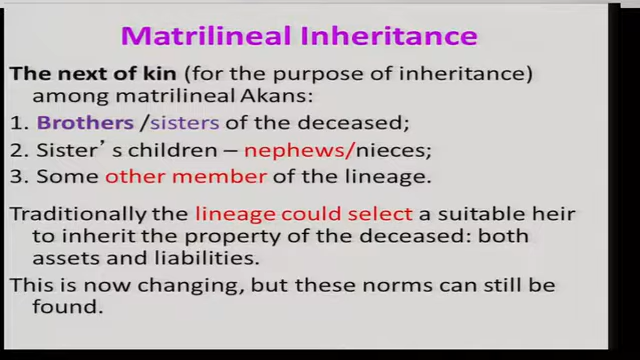 Matrilineal Inheritance
The next of kin (for the purpose of inheritance)
among matrilineal Akans:
1. Brothers /sisters of the deceased;
2. Sister's children – nephews/nieces;
3. Some other member of the lineage.
Traditionally the lineage could select a suitable heir
to inherit the property of the deceased: both
assets and liabilities.
This is now changing, but these norms can still be
found.